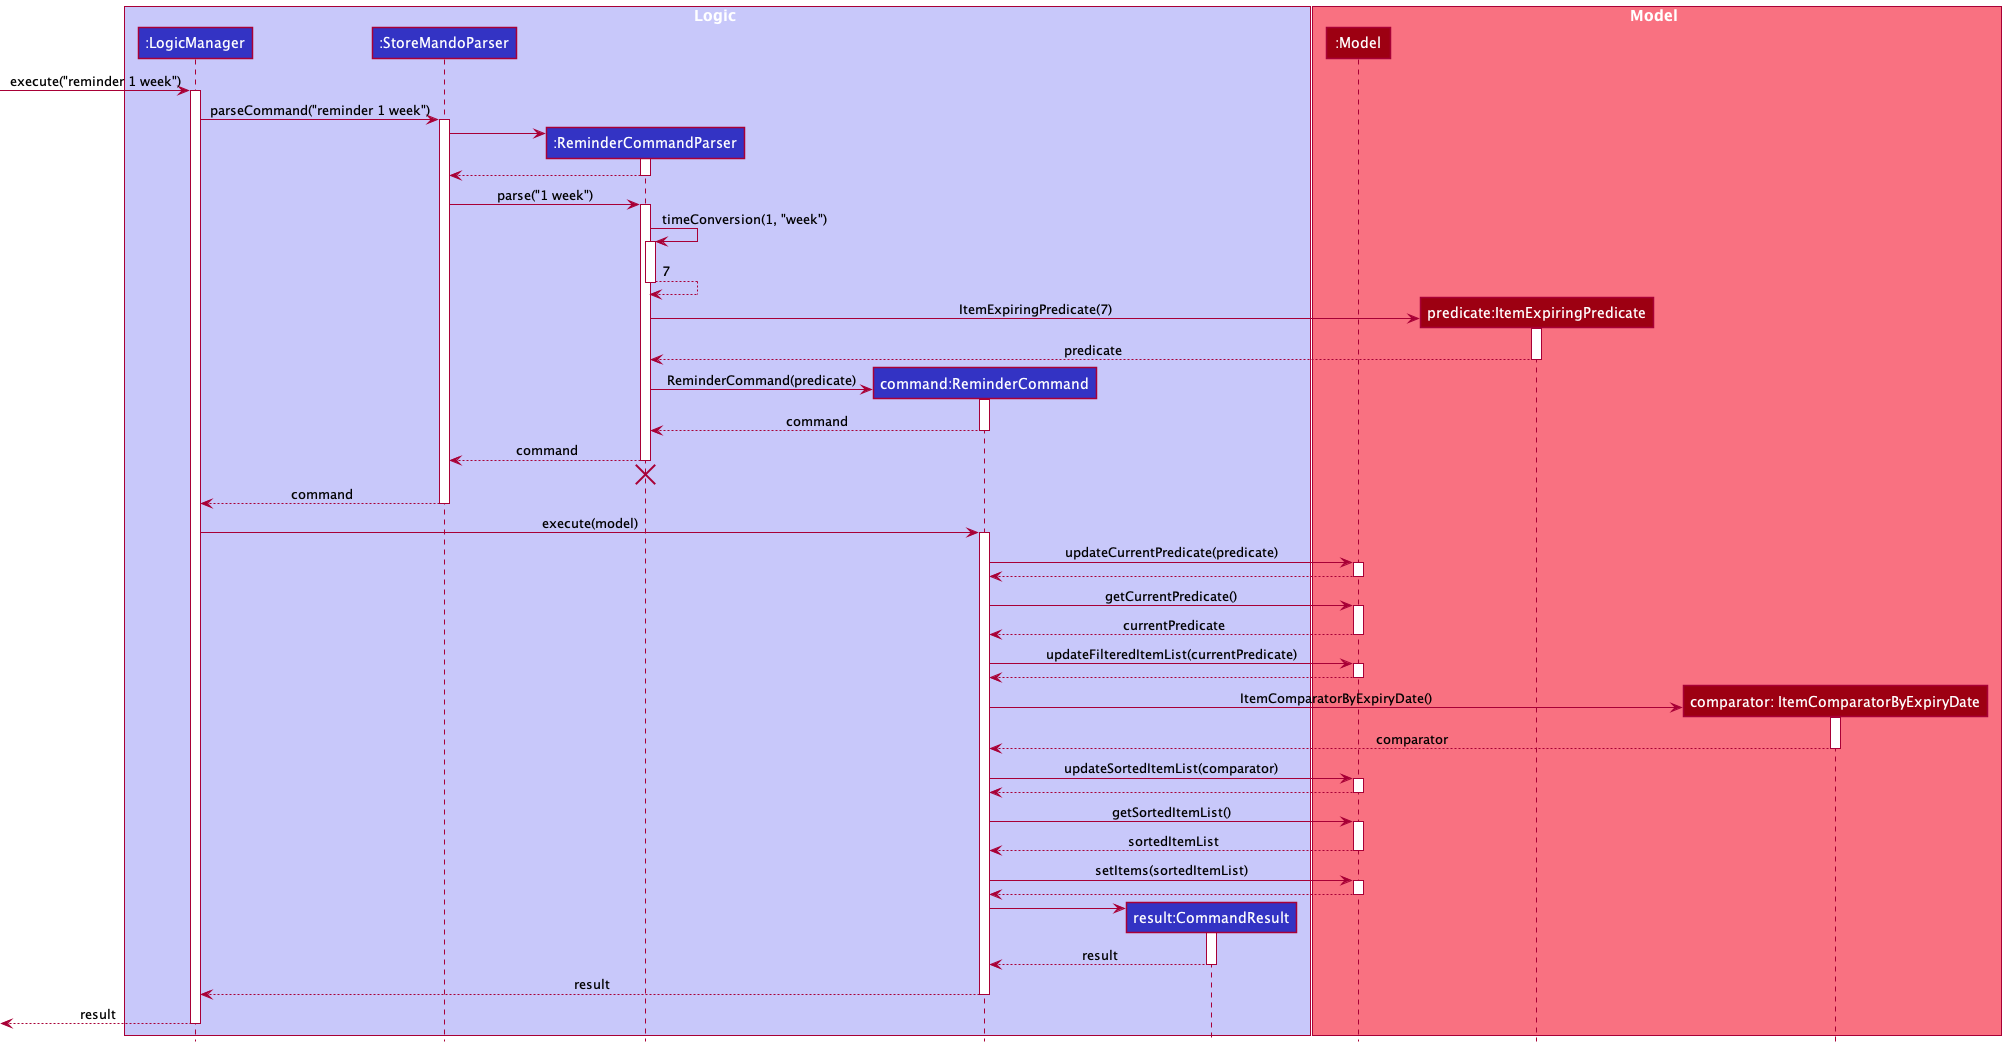 Logic
Model
:LogicManager
:StoreMandoParser
:Model
execute("reminder 1 week")
parseCommand("reminder 1 week")
:ReminderCommandParser
parse("1 week")
timeConversion(1, "week")
7
ItemExpiringPredicate(7)
predicate:ItemExpiringPredicate
predicate
ReminderCommand(predicate)
command:ReminderCommand
command
command
command
execute(model)
updateCurrentPredicate(predicate)
getCurrentPredicate()
currentPredicate
updateFilteredItemList(currentPredicate)
ItemComparatorByExpiryDate()
comparator: ItemComparatorByExpiryDate
comparator
updateSortedItemList(comparator)
getSortedItemList()
sortedItemList
setItems(sortedItemList)
result:CommandResult
result
result
result